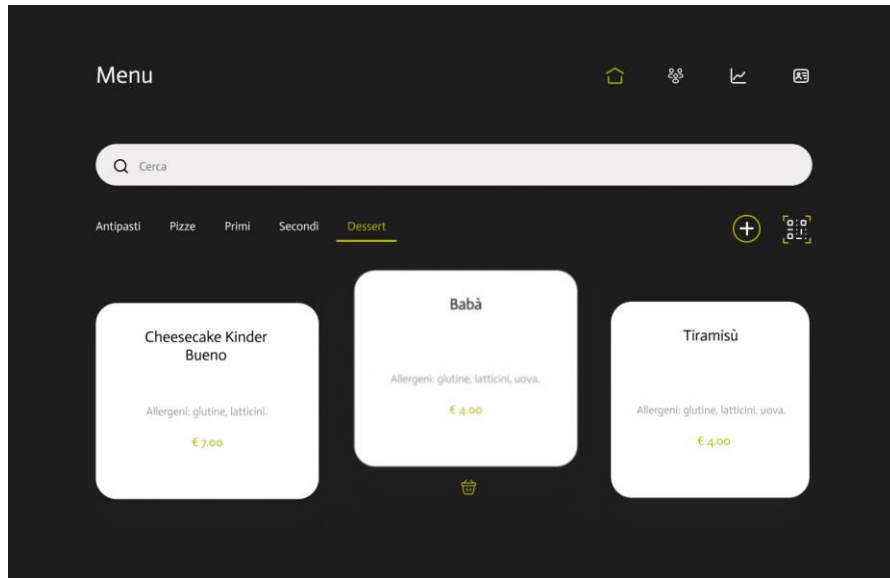 Menu
Cerca
Antipasti Pizze Primi Secondi Dessert
Cheesecake Kinder
Bueno
Allergeni: glutine, latticini.
€ 7.00
Babà
Allergeni: glutine, latticini, uova.
€ 4.00
Tiramisù
Allergeni: glutine, latticini, uova.
€ 4.00